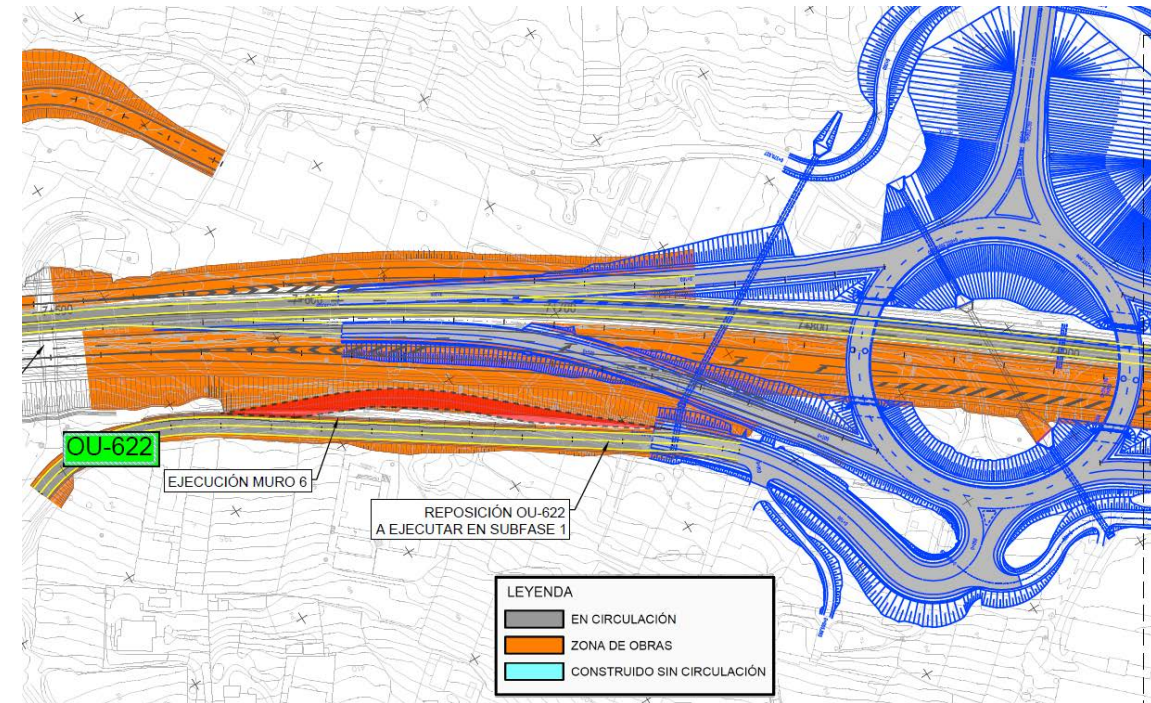 OU-622
EJECUCIÓN MURO 6
REPOSICIÓN OU-622
A EJECUTAR EN SUBFASE 1
LEYENDA
EN CIRCULACIÓN
ZONA DE OBRAS
CONSTRUIDO SIN CIRCULACIÓN